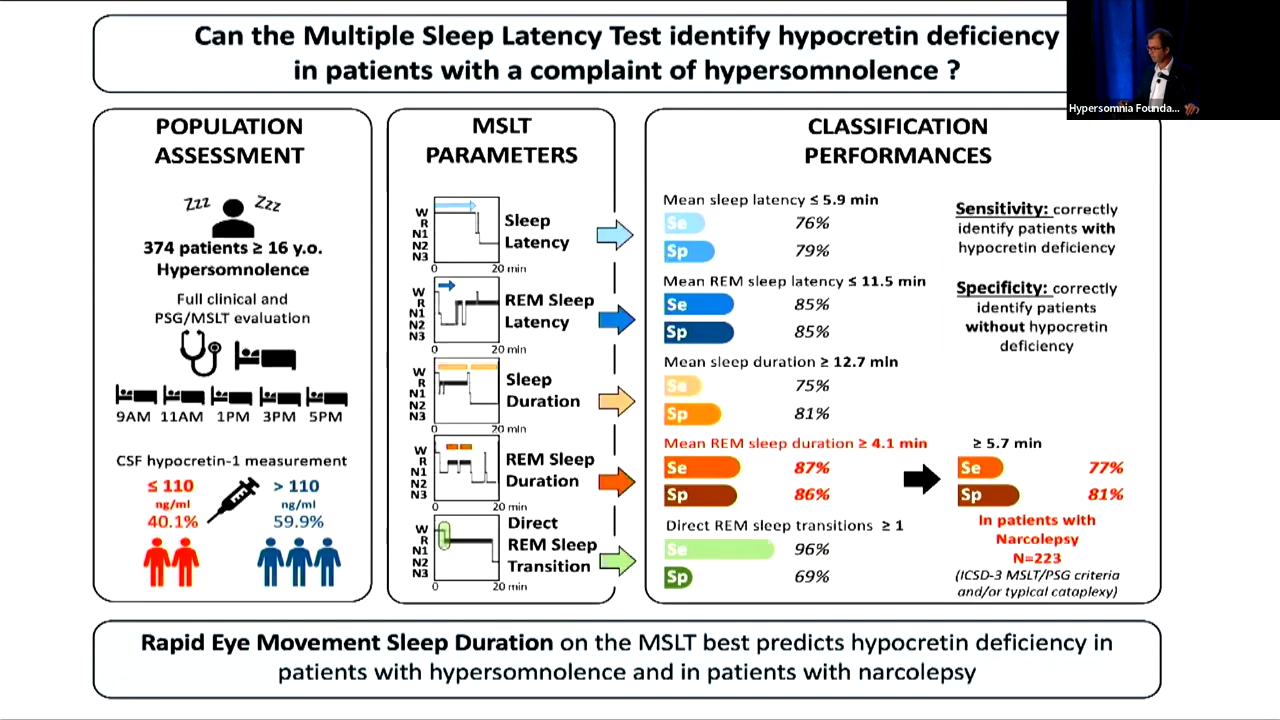 Can the Multiple Sleep Latency Test identify hypocretin deficiency
in patients with a complaint of hypersomnolence ?
Hypersomnia Founda...
POPULATION
ASSESSMENT
Zzz Zzz
374 patients ≥ 16 y.o.
Hypersomnolence
Full clinical and
PSG/MSLT evaluation
9AM 11AM 1PM 3PM 5PM
CSF hypocretin-1 measurement
≤ 110 > 110
ng/ml ng/ml
40.1% 59.9%
MSLT
PARAMETERS
W
R
N1
N2
N3
0 20 min
Sleep
Latency
W
R
N1
N2
N3
0 20 min
REM Sleep
Latency
W
R
N1
N2
N3
0 20 min
Sleep
Duration
W
R
N1
N2
N3
0 20 min
REM Sleep
Duration
W
R
N1
N2
N3
0 20 min
Direct
REM Sleep
Transition
CLASSIFICATION
PERFORMANCES
Mean sleep latency ≤ 5.9 min
Se 76%
Sp 79%
Mean REM sleep latency ≤ 11.5 min
Se 85%
Sp 85%
Mean sleep duration ≥ 12.7 min
Se 75%
Sp 81%
Mean REM sleep duration ≥ 4.1 min
Se 87%
Sp 86%
Direct REM sleep transitions ≥ 1
Se 96%
Sp 69%
Sensitivity: correctly
identify patients with
hypocretin deficiency
Specificity: correctly
identify patients
without hypocretin
deficiency
≥ 5.7 min
Se 77%
Sp 81%
In patients with
Narcolepsy
N=223
(ICSD-3 MSLT/PSG criteria
and/or typical cataplexy)
Rapid Eye Movement Sleep Duration on the MSLT best predicts hypocretin deficiency in
patients with hypersomnolence and in patients with narcolepsy